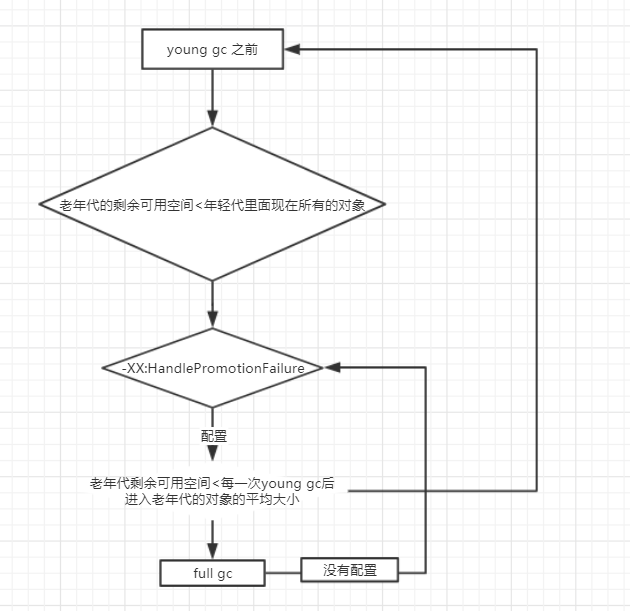 young gc 之前
老年代的剩余可用空间<年轻代里面现在所有的对象
-XX:HandlePromotionFailure
配置
老年代剩余可用空间<每一次young gc后
进入老年代的对象的平均大小
full gc
没有配置